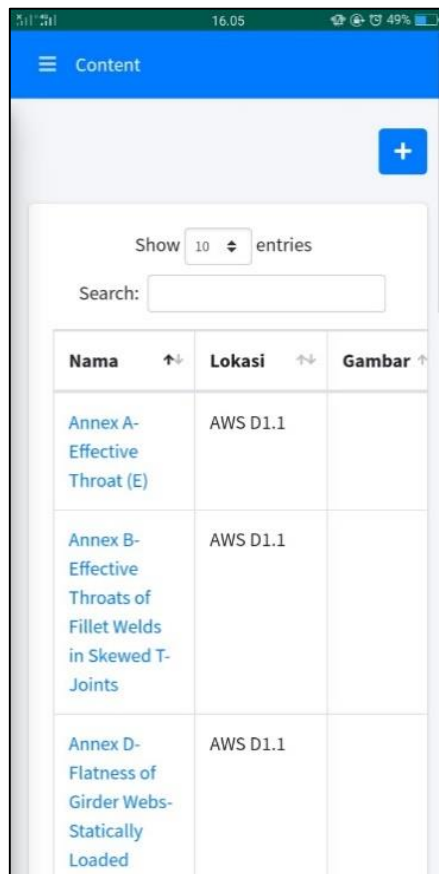 16.05 49%
Content
+
Show 10 entries
Search:
Nama Lokasi Gambar
Annex A- AWS D1.1
Effective
Throat (E)
Annex B- AWS D1.1
Effective
Throats of
Fillet Welds
in Skewed T-
Joints
Annex D- AWS D1.1
Flatness of
Girder Webs-
Statically
Loaded